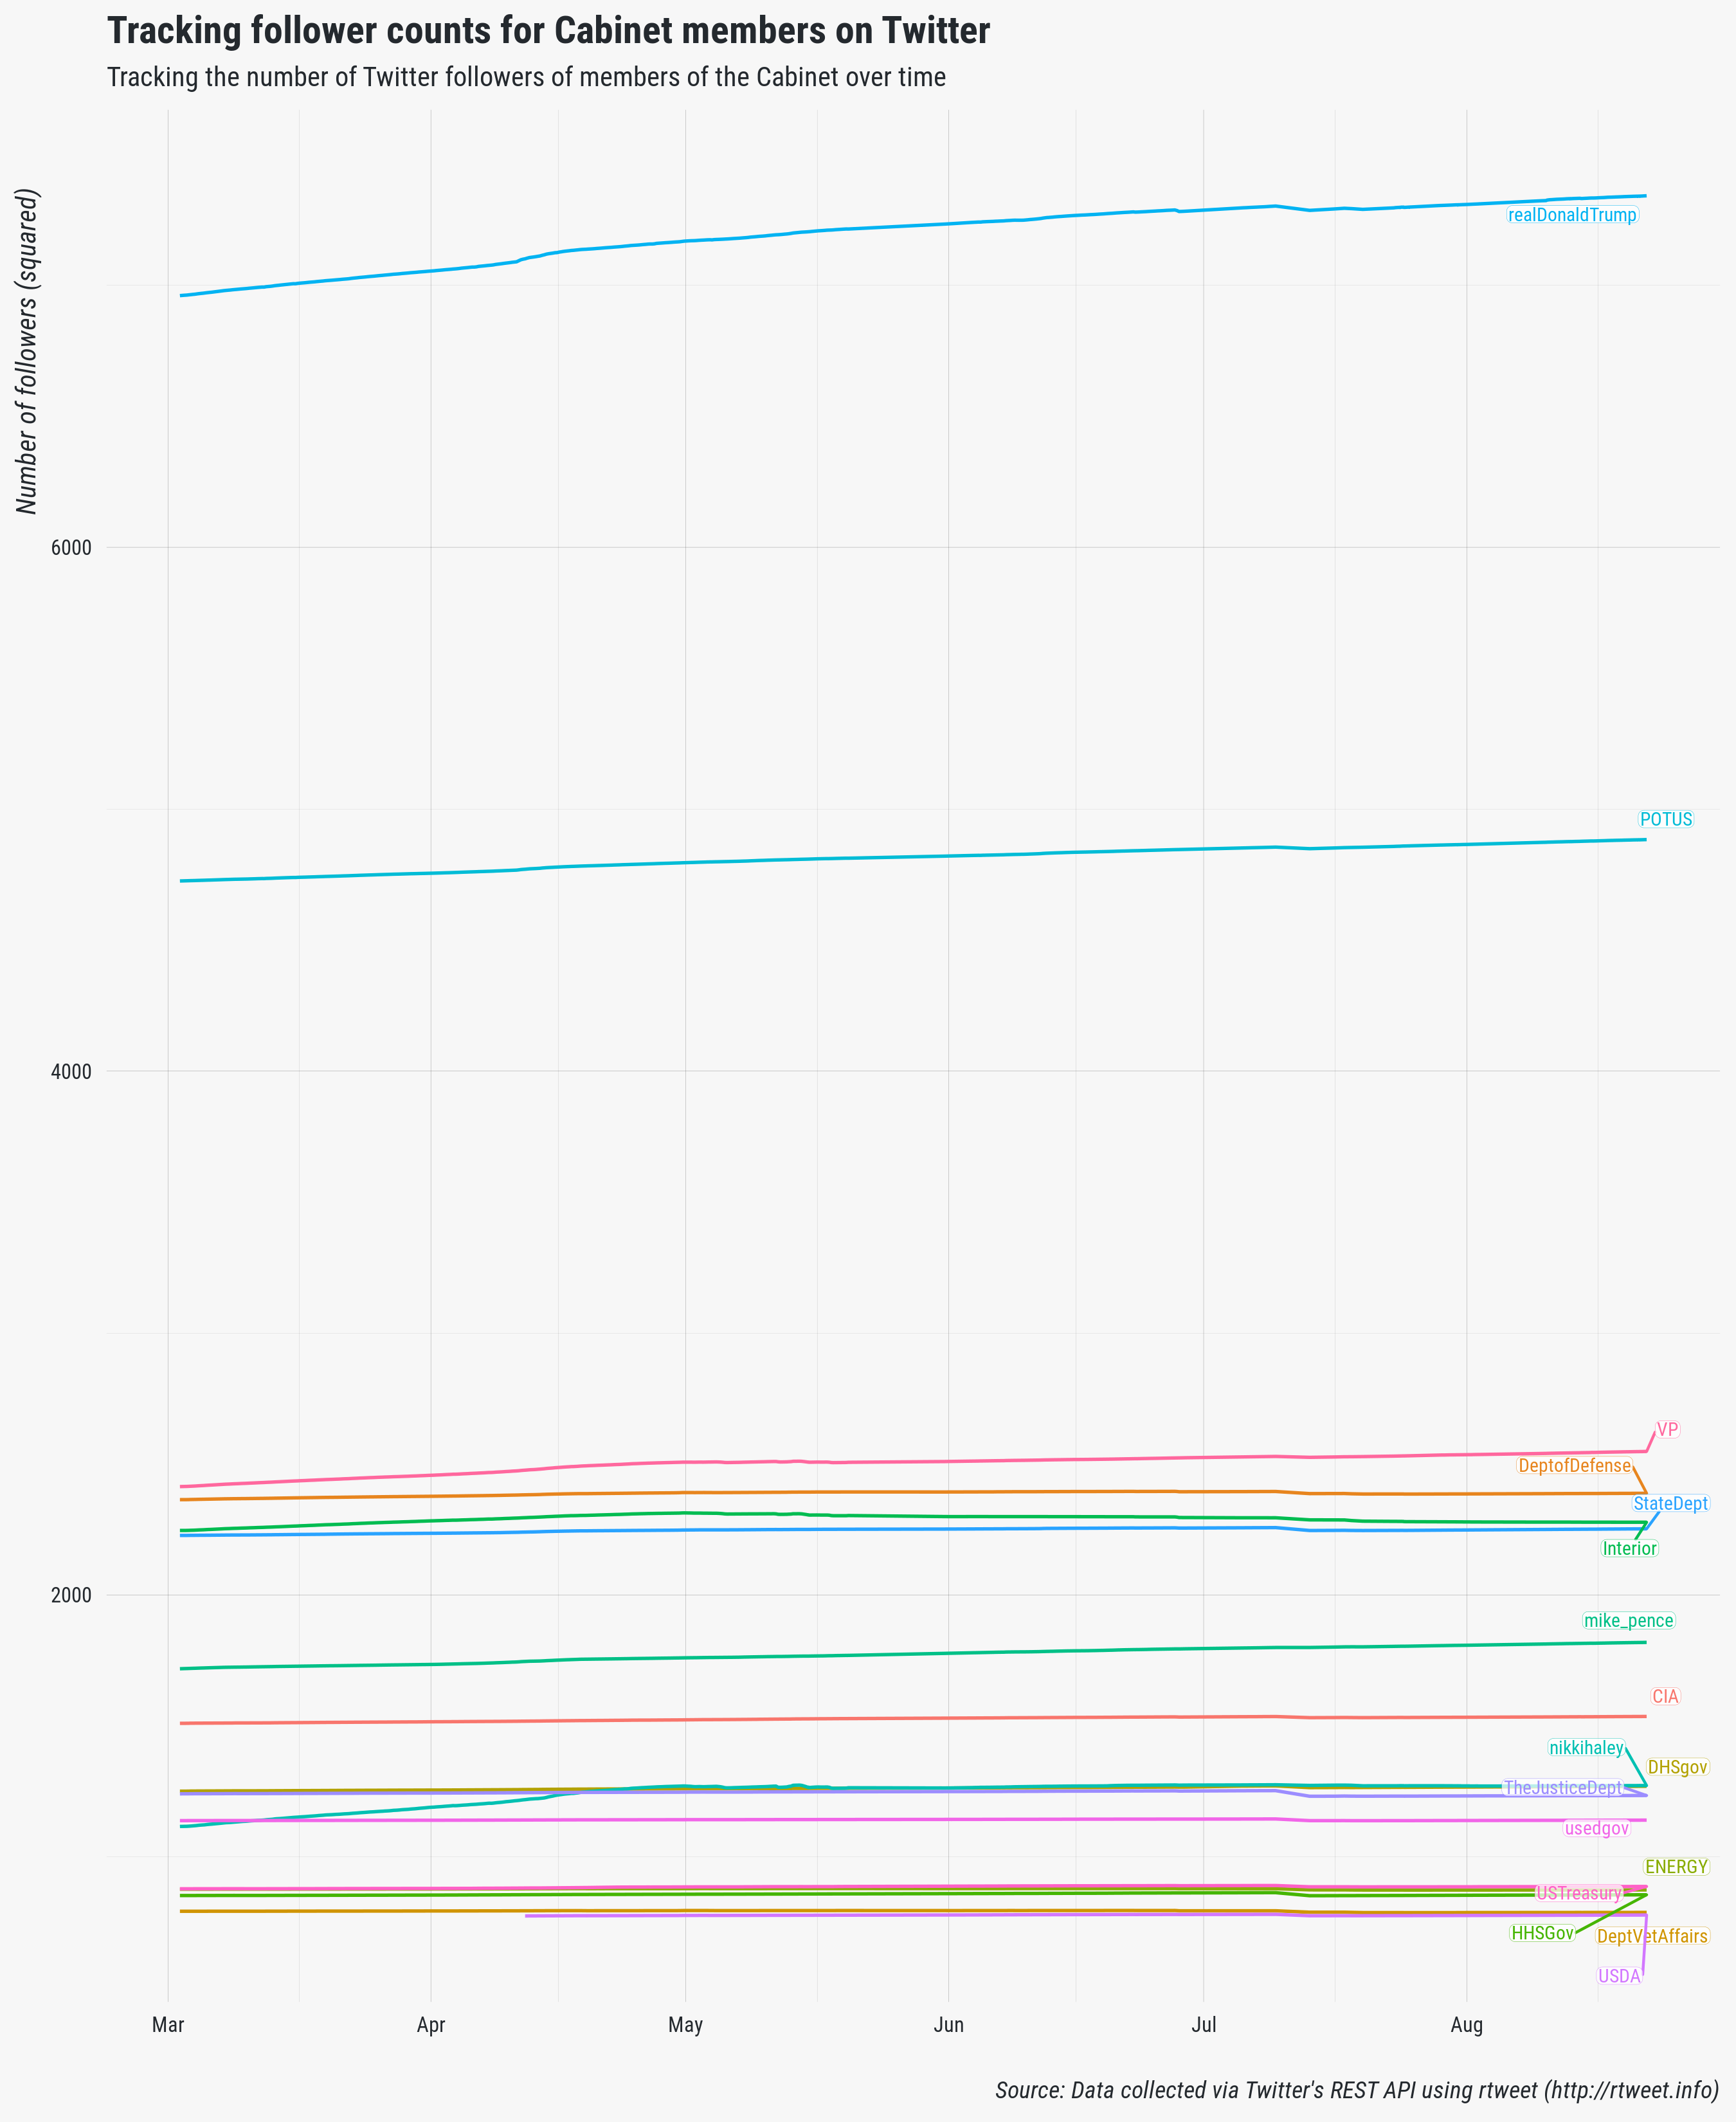 Tracking follower counts for Cabinet members on Twitter
Tracking the number of Twitter followers of members of the Cabinet over time
Number of followers (squared)
realDonaldTrump
6000
POTUS
4000
VP
DeptofDefense
StateDept
Interior
2000
mike_pence
CIA
nikkihaley
DHSgov
TheJusticeDept
usedgov
ENERGY
USTreasury
HHSGov
DeptVetAffairs
USDA
Mar Apr May Jun Jul Aug
Source: Data collected via Twitter's REST API using rtweet (http://rtweet.info)